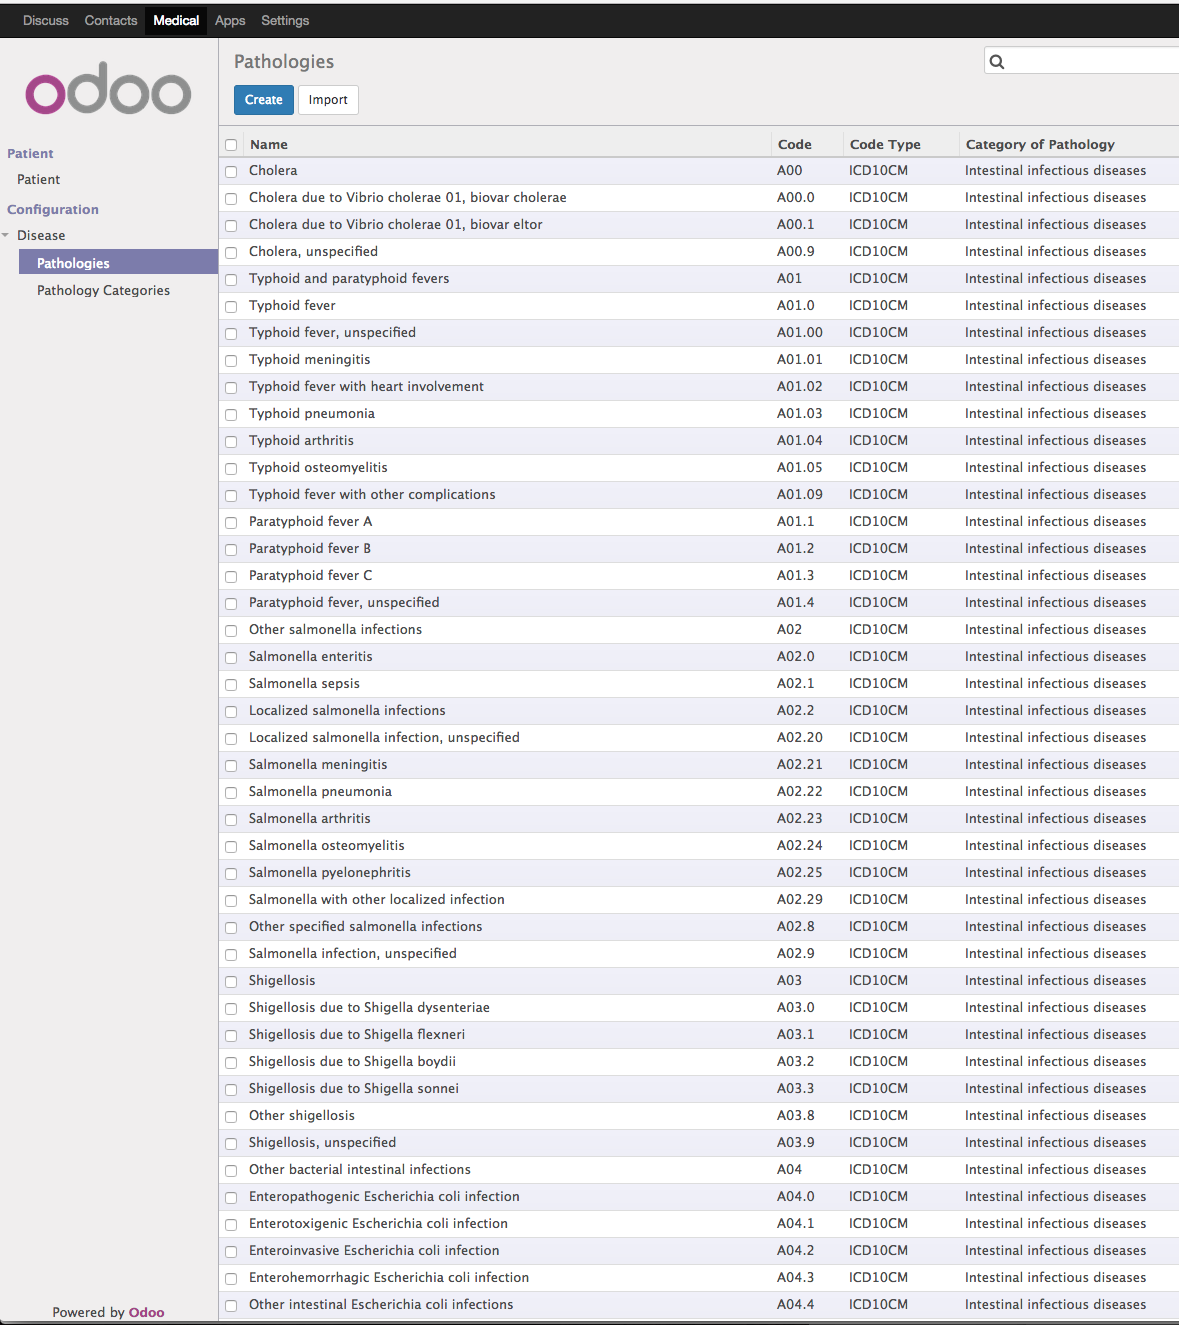 Discuss Contacts Medical Apps Settings
odoo
Patient
Patient
Configuration
Disease
Pathologies
Pathology Categories
Powered by Odoo
Pathologies
Create Import
Name Code Code Type Category of Pathology
Cholera A00 ICD10CM Intestinal infectious diseases
Cholera due to Vibrio cholerae 01, biovar cholerae A00.0 ICD10CM Intestinal infectious diseases
Cholera due to Vibrio cholerae 01, biovar eltor A00.1 ICD10CM Intestinal infectious diseases
Cholera, unspecified A00.9 ICD10CM Intestinal infectious diseases
Typhoid and paratyphoid fevers A01 ICD10CM Intestinal infectious diseases
Typhoid fever A01.0 ICD10CM Intestinal infectious diseases
Typhoid fever, unspecified A01.00 ICD10CM Intestinal infectious diseases
Typhoid meningitis A01.01 ICD10CM Intestinal infectious diseases
Typhoid fever with heart involvement A01.02 ICD10CM Intestinal infectious diseases
Typhoid pneumonia A01.03 ICD10CM Intestinal infectious diseases
Typhoid arthritis A01.04 ICD10CM Intestinal infectious diseases
Typhoid osteomyelitis A01.05 ICD10CM Intestinal infectious diseases
Typhoid fever with other complications A01.09 ICD10CM Intestinal infectious diseases
Paratyphoid fever A A01.1 ICD10CM Intestinal infectious diseases
Paratyphoid fever B A01.2 ICD10CM Intestinal infectious diseases
Paratyphoid fever C A01.3 ICD10CM Intestinal infectious diseases
Paratyphoid fever, unspecified A01.4 ICD10CM Intestinal infectious diseases
Other salmonella infections A02 ICD10CM Intestinal infectious diseases
Salmonella enteritis A02.0 ICD10CM Intestinal infectious diseases
Salmonella sepsis A02.1 ICD10CM Intestinal infectious diseases
Localized salmonella infections A02.2 ICD10CM Intestinal infectious diseases
Localized salmonella infection, unspecified A02.20 ICD10CM Intestinal infectious diseases
Salmonella meningitis A02.21 ICD10CM Intestinal infectious diseases
Salmonella pneumonia A02.22 ICD10CM Intestinal infectious diseases
Salmonella arthritis A02.23 ICD10CM Intestinal infectious diseases
Salmonella osteomyelitis A02.24 ICD10CM Intestinal infectious diseases
Salmonella pyelonephritis A02.25 ICD10CM Intestinal infectious diseases
Salmonella with other localized infection A02.29 ICD10CM Intestinal infectious diseases
Other specified salmonella infections A02.8 ICD10CM Intestinal infectious diseases
Salmonella infection, unspecified A02.9 ICD10CM Intestinal infectious diseases
Shigellosis A03 ICD10CM Intestinal infectious diseases
Shigellosis due to Shigella dysenteriae A03.0 ICD10CM Intestinal infectious diseases
Shigellosis due to Shigella flexneri A03.1 ICD10CM Intestinal infectious diseases
Shigellosis due to Shigella boydii A03.2 ICD10CM Intestinal infectious diseases
Shigellosis due to Shigella sonnei A03.3 ICD10CM Intestinal infectious diseases
Other shigellosis A03.8 ICD10CM Intestinal infectious diseases
Shigellosis, unspecified A03.9 ICD10CM Intestinal infectious diseases
Other bacterial intestinal infections A04 ICD10CM Intestinal infectious diseases
Enteropathogenic Escherichia coli infection A04.0 ICD10CM Intestinal infectious diseases
Enterotoxigenic Escherichia coli infection A04.1 ICD10CM Intestinal infectious diseases
Enteroinvasive Escherichia coli infection A04.2 ICD10CM Intestinal infectious diseases
Enterohemorrhagic Escherichia coli infection A04.3 ICD10CM Intestinal infectious diseases
Other intestinal Escherichia coli infections A04.4 ICD10CM Intestinal infectious diseases